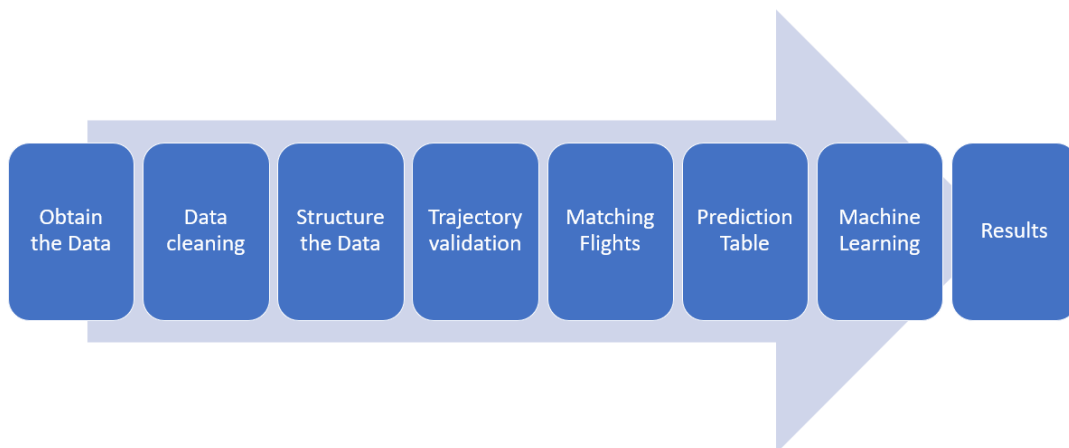 Obtain
the Data
Data
cleaning
Structure
the Data
Trajectory
validation
Matching
Flights
Prediction
Table
Machine
Learning
Results